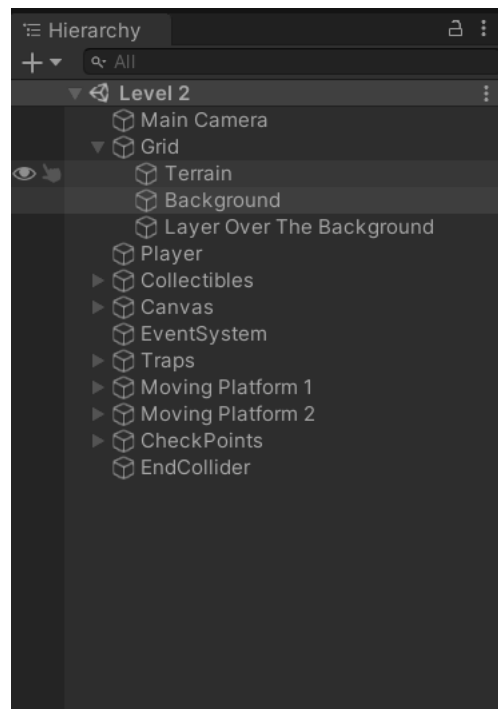 Hierarchy
All
Level 2
Main Camera
Grid
Terrain
Background
Layer Over The Background
Player
Collectibles
Canvas
EventSystem
Traps
Moving Platform 1
Moving Platform 2
CheckPoints
EndCollider